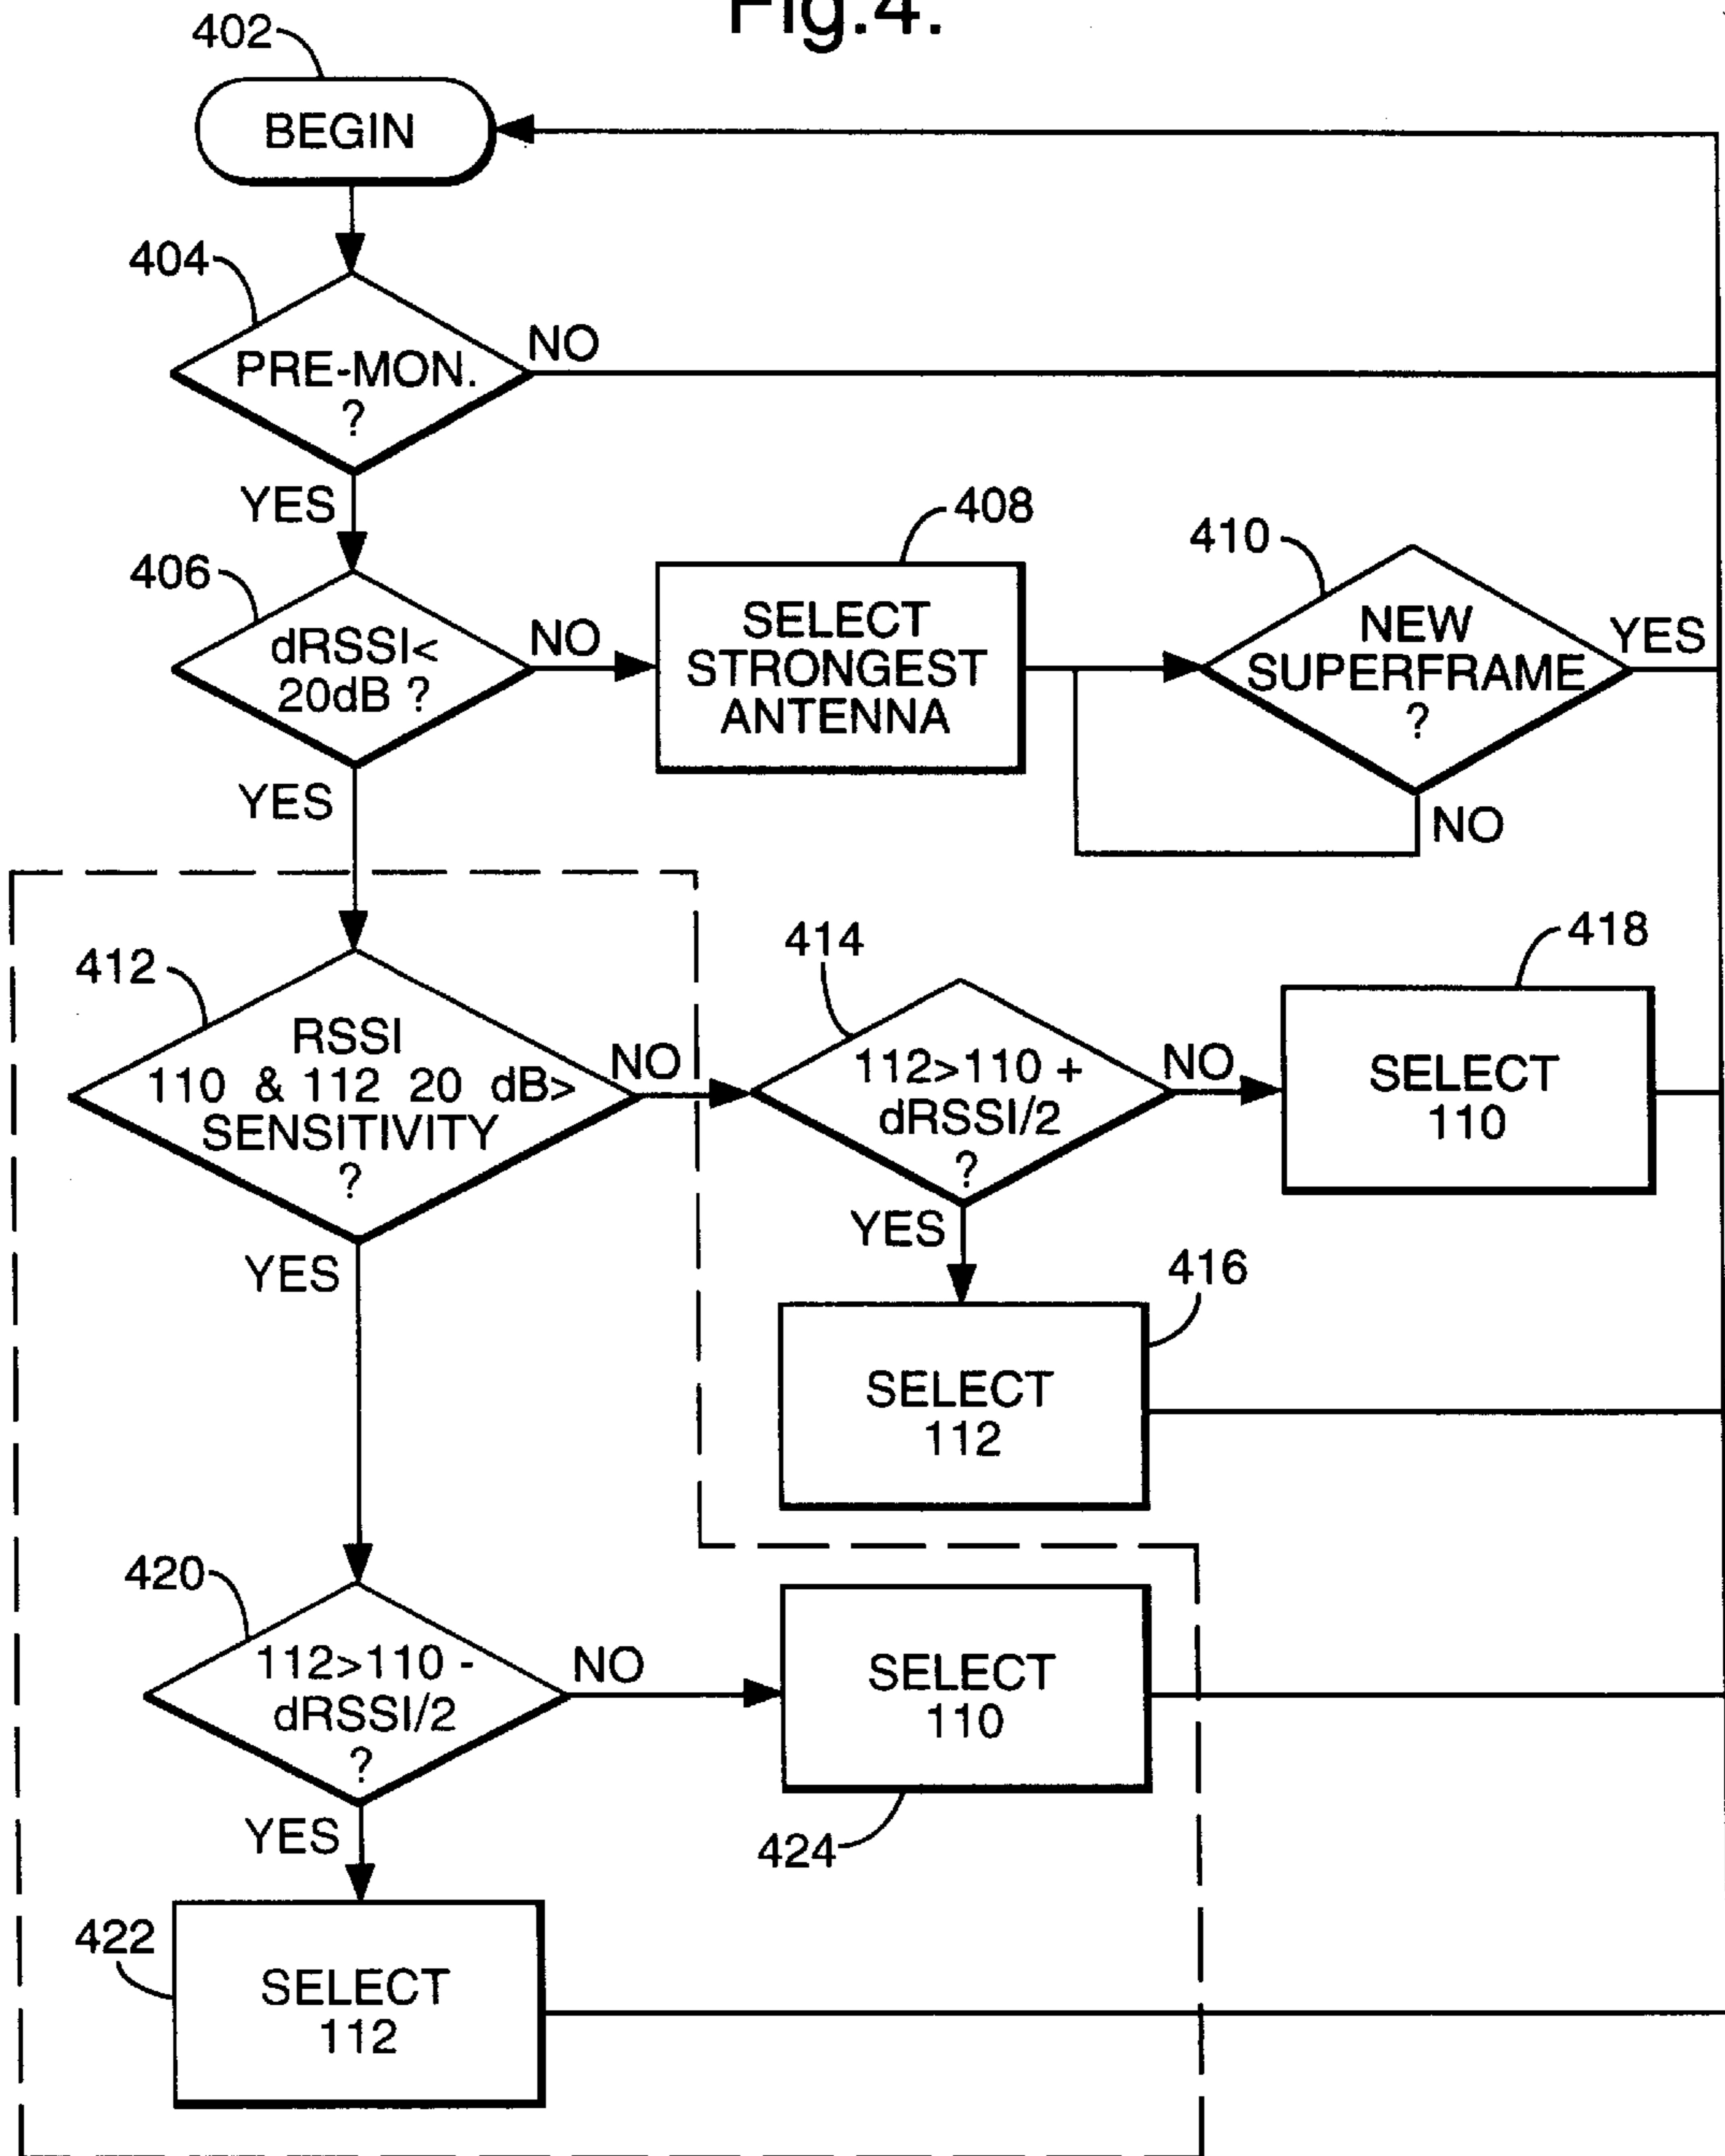 Fig.4.
402
BEGIN
404
PRE-MON.
?
NO
YES
406
dRSSI<
20dB ?
NO
YES
408
SELECT
STRONGEST
ANTENNA
410
NEW
SUPERFRAME
?
YES
NO
412
RSSI
110 & 112 20 dB>
SENSITIVITY
?
NO
YES
414
112>110 +
dRSSI/2
?
NO
YES
418
SELECT
110
416
SELECT
112
420
112>110 -
dRSSI/2
?
NO
YES
SELECT
110
424
422
SELECT
112